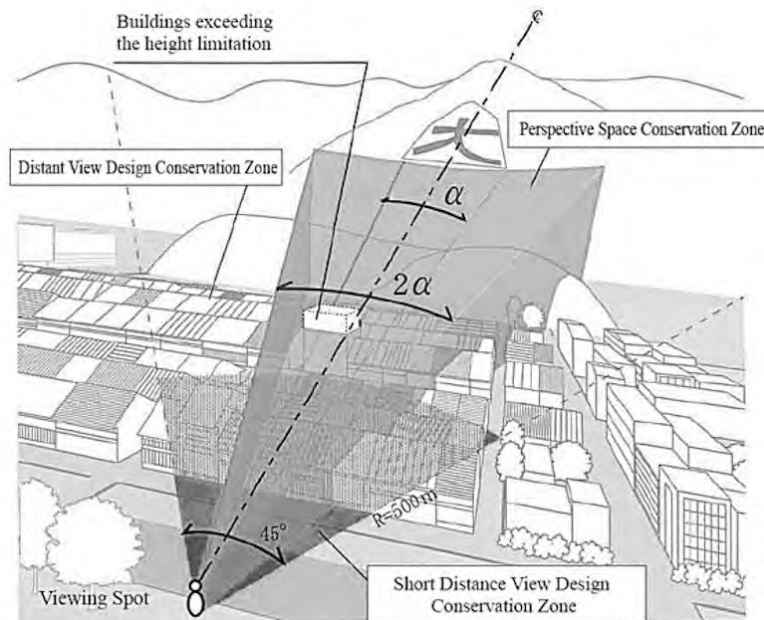 ℄
Buildings exceeding
the height limitation
Perspective Space Conservation Zone
大
Distant View Design Conservation Zone
α
2α
R=500m
45°
Viewing Spot
Short Distance View Design
Conservation Zone